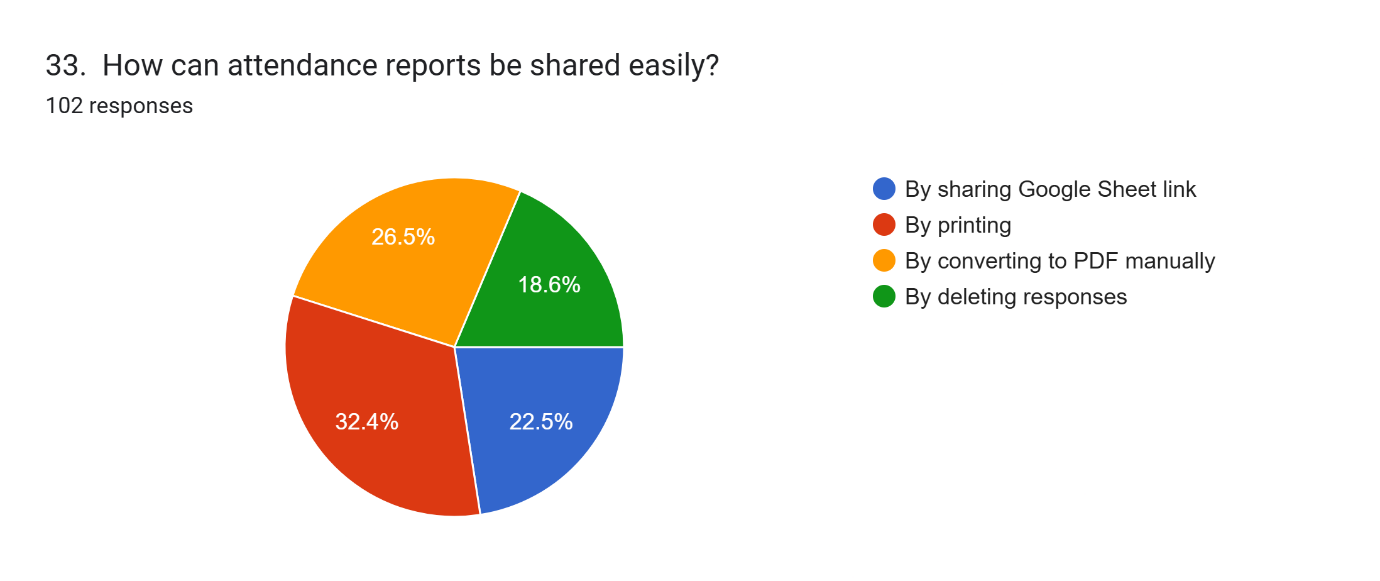 33.  How can attendance reports be shared easily?
102 responses
By sharing Google Sheet link
By printing
By converting to PDF manually
By deleting responses
26.5%
18.6%
32.4%
22.5%